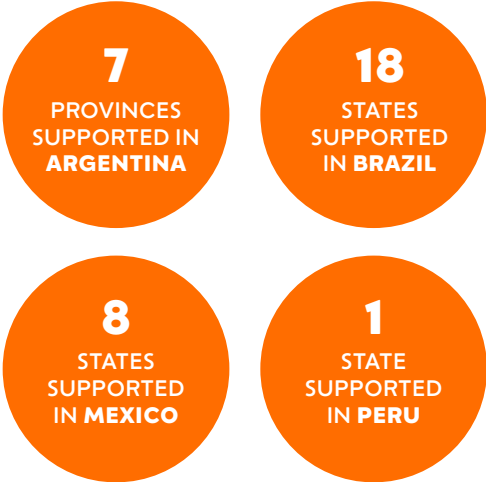 7
PROVINCES
SUPPORTED IN
ARGENTINA
18
STATES
SUPPORTED
IN BRAZIL
8
STATES
SUPPORTED
IN MEXICO
1
STATE
SUPPORTED
IN PERU